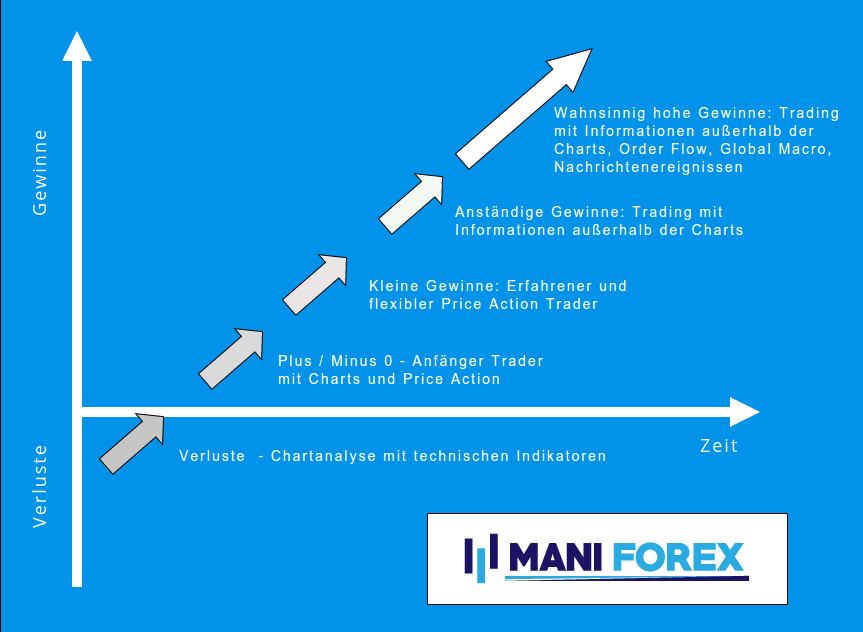 Gewinne
Wahnsinnig hohe Gewinne: Trading
mit Informationen außerhalb der
Charts, Order Flow, Global Macro,
Nachrichtenereignissen
Anständige Gewinne: Trading mit
Informationen außerhalb der Charts
Kleine Gewinne: Erfahrener und
flexibler Price Action Trader
Plus / Minus 0 - Anfänger Trader
mit Charts und Price Action
Zeit
Verluste
Verluste  - Chartanalyse mit technischen Indikatoren
MANI FOREX